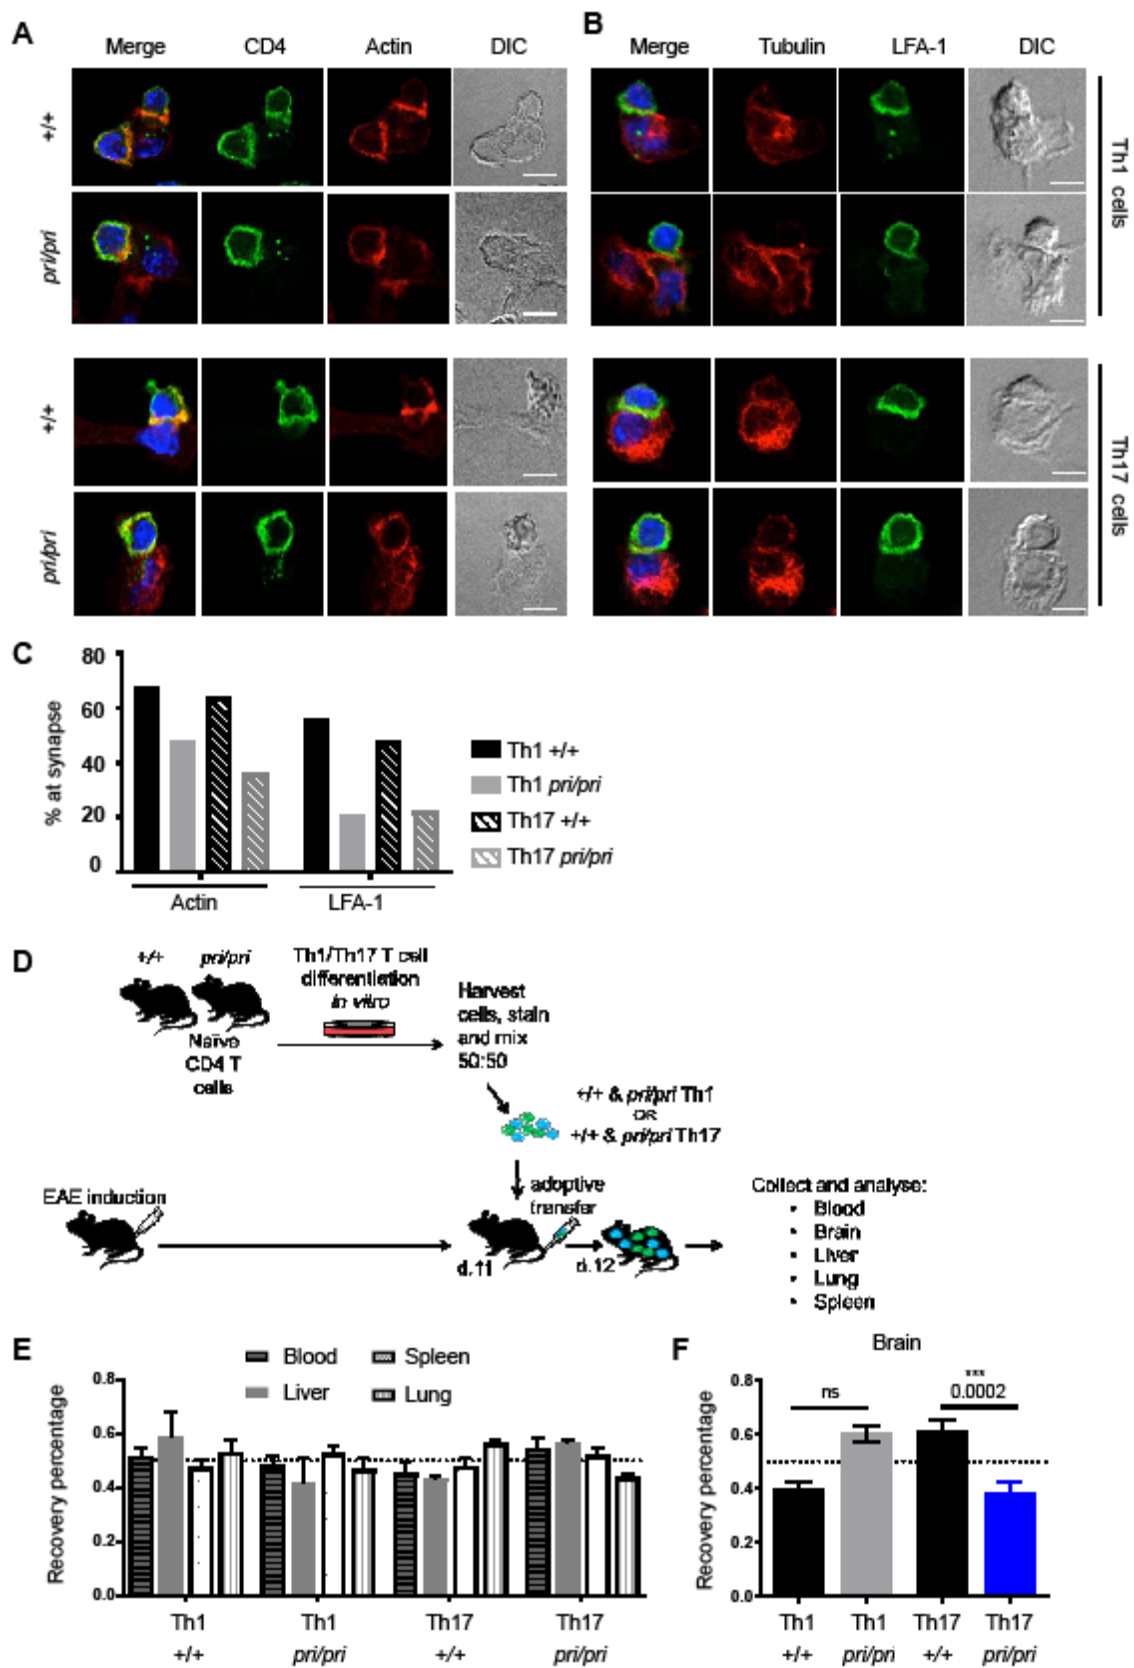 A
Merge CD4 Actin DIC
+/+
pri/pri
+/+
pri/pri
B
Merge Tubulin LFA-1 DIC
Th1 cells
Th17 cells
C
% at synapse
80
60
40
20
0
Actin LFA-1
Th1 +/+
Th1 pri/pri
Th17 +/+
Th17 pri/pri
D
+/+ pri/pri
Naïve
CD4 T
cells
Th1/Th17 T cell
differentiation
in vitro
Harvest
cells, stain
and mix
50:50
+/+ & pri/pri Th1
OR
+/+ & pri/pri Th17
EAE induction
adoptive
transfer
d.11
d.12
Collect and analyse:
• Blood
• Brain
• Liver
• Lung
• Spleen
E
Blood Spleen
Liver Lung
Recovery percentage
0.8
0.6
0.4
0.2
0.0
Th1 Th1 Th17 Th17
+/+ pri/pri +/+ pri/pri
F
Brain
Recovery percentage
0.8
0.6
0.4
0.2
0.0
ns
***
0.0002
Th1 Th1 Th17 Th17
+/+ pri/pri +/+ pri/pri